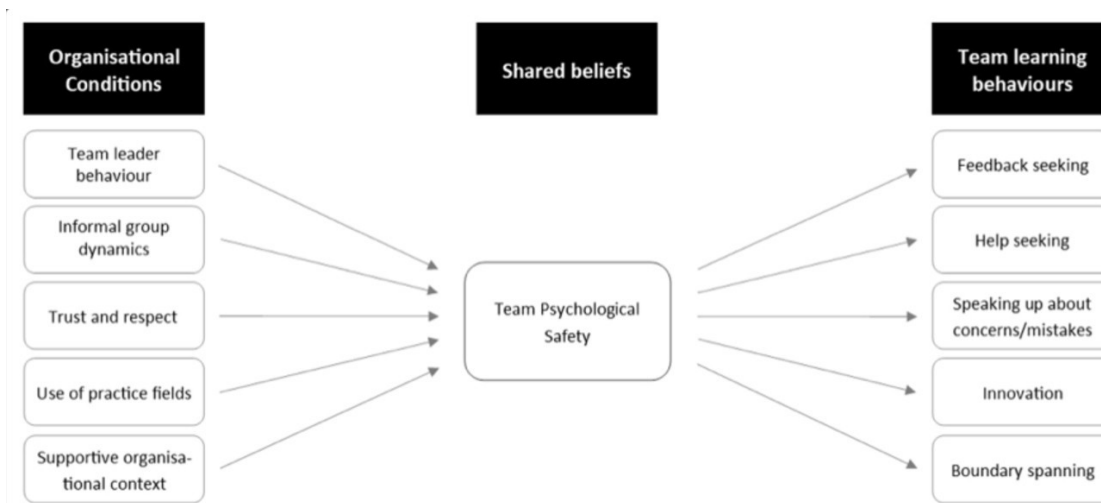 Organisational
Conditions
Shared beliefs
Team learning
behaviours
Team leader
behaviour
Informal group
dynamics
Trust and respect
Use of practice fields
Supportive organisa-
tional context
Team Psychological
Safety
Feedback seeking
Help seeking
Speaking up about
concerns/mistakes
Innovation
Boundary spanning